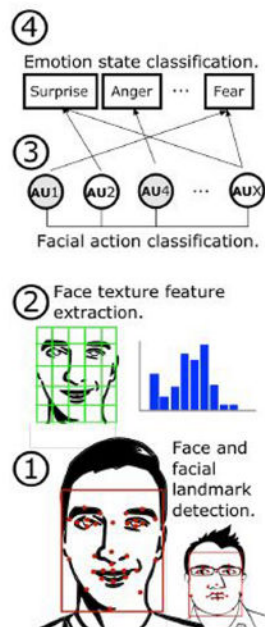 ④
Emotion state classification.
Surprise Anger ... Fear
③
AU1 AU2 AU4 ... AUX
Facial action classification.
② Face texture feature
extraction.
①
Face and
facial
landmark
detection.